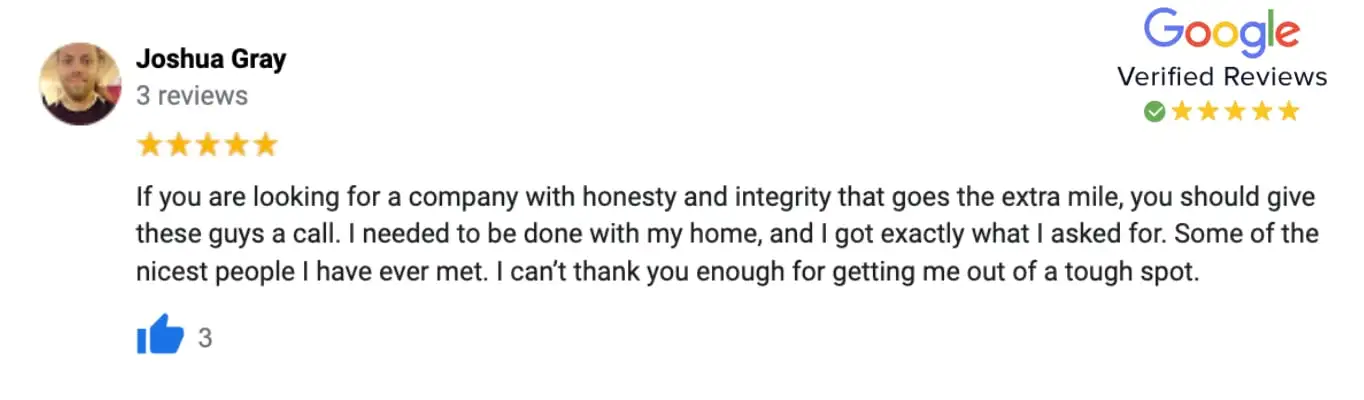 Joshua Gray
3 reviews
Google
Verified Reviews
If you are looking for a company with honesty and integrity that goes the extra mile, you should give
these guys a call. I needed to be done with my home, and I got exactly what I asked for. Some of the
nicest people I have ever met. I can’t thank you enough for getting me out of a tough spot.
3